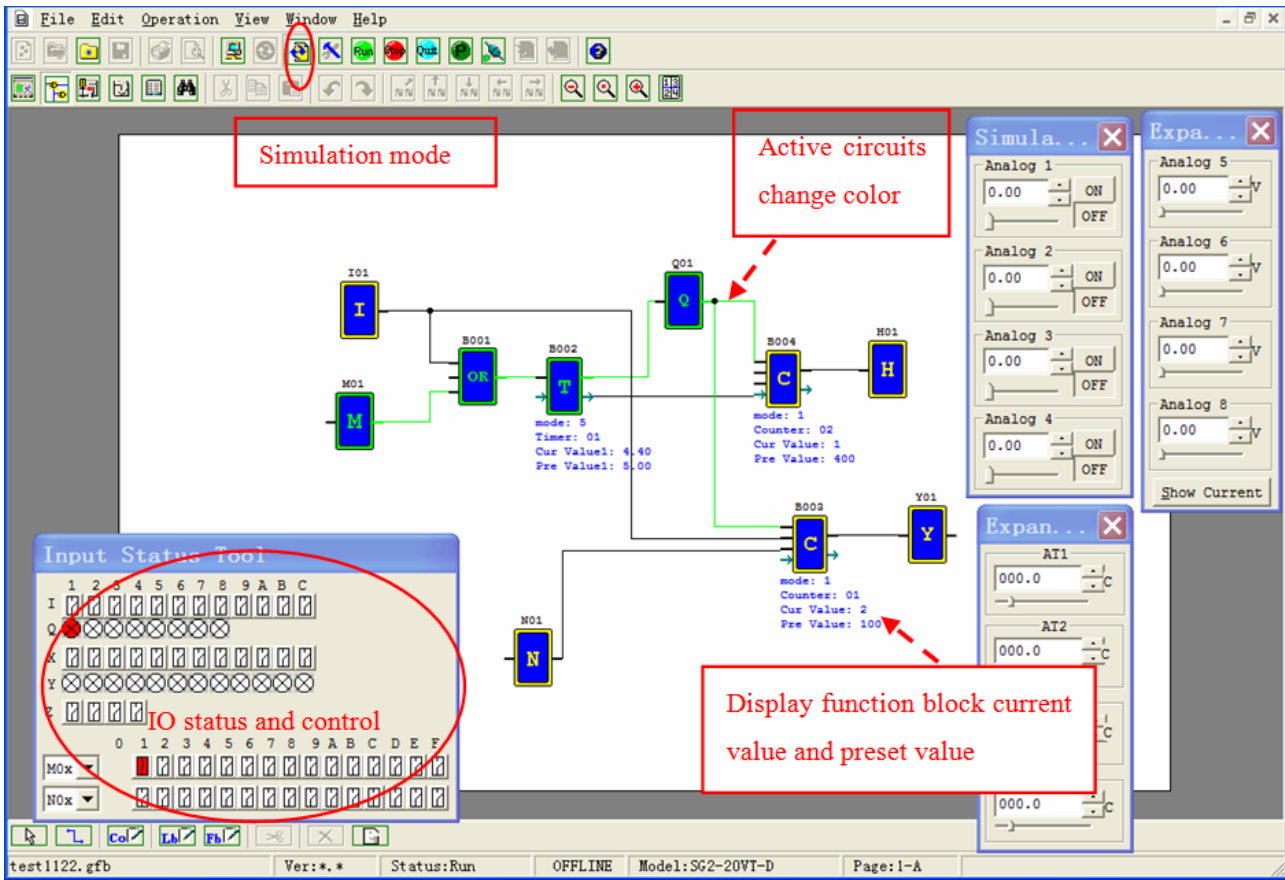 File Edit Operation View Window Help
Run Stop Quit P
Simulation mode
Active circuits
change color
Simula...
Analog 1
0.00 ON
OFF
Analog 2
0.00 ON
OFF
Analog 3
0.00 ON
OFF
Analog 4
0.00 ON
OFF
Expa...
Analog 5
0.00 V
Analog 6
0.00 V
Analog 7
0.00 V
Analog 8
0.00 V
Show Current
I01
I
M01
M
B001
OR
B002
T
mode: 5
Timer: 01
Cur Value1: 4.40
Pre Value1: 5.00
Q01
Q
B004
C
mode: 1
Counter: 02
Cur Value: 1
Pre Value: 400
H01
H
B003
C
mode: 1
Counter: 01
Cur Value: 2
Pre Value: 100
Y01
Y
N01
N
Expan...
AT1
000.0 C
AT2
000.0 C
C
000.0 C
Display function block current
value and preset value
Input Status Tool
1 2 3 4 5 6 7 8 9 A B C
I
Q
X
Y
Z
IO status and control
0 1 2 3 4 5 6 7 8 9 A B C D E F
M0x
N0x
Co Lb Fb
test1122.gfb Ver:*.* Status:Run OFFLINE Model:SG2-20VT-D Page:1-A